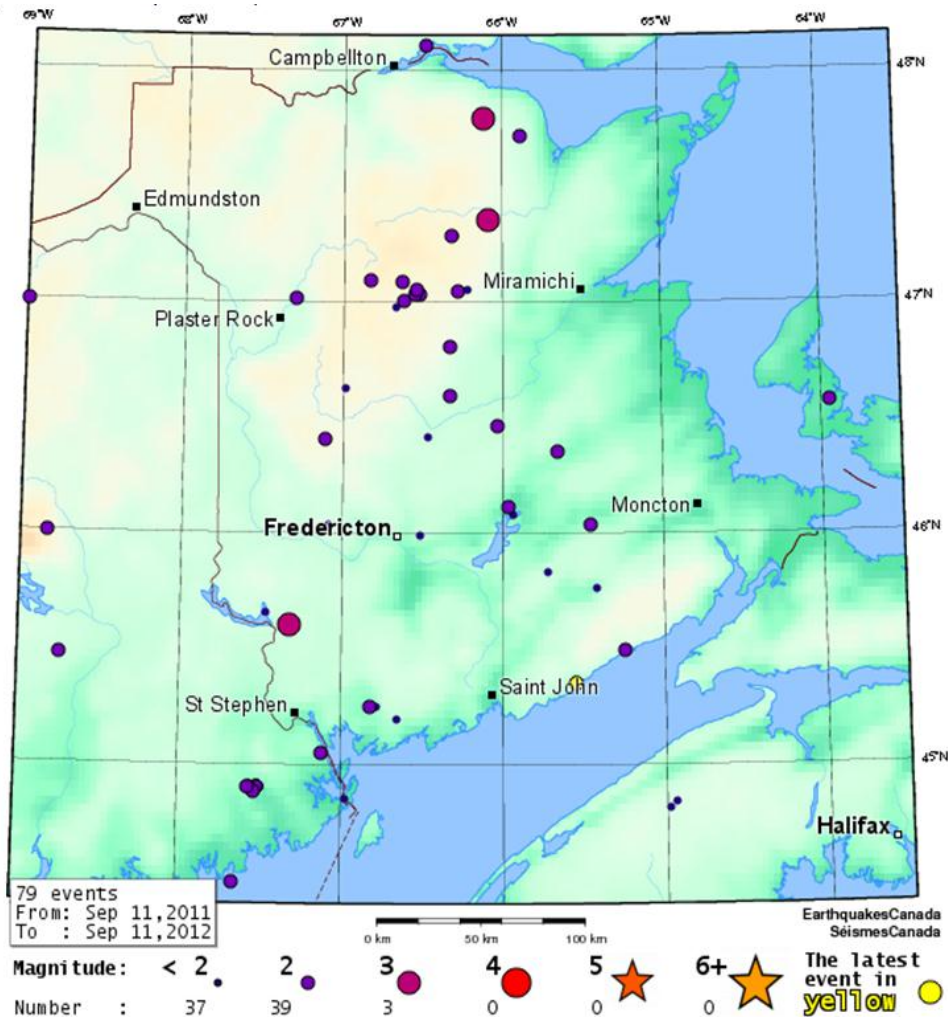 69°W 68°W 67°W 66°W 65°W 64°W
Campbellton
48°N
Edmundston
Miramichi
47°N
Plaster Rock
Moncton
Fredericton
46°N
Saint John
St Stephen
45°N
Halifax
79 events
From: Sep 11,2011
To : Sep 11,2012
0 km 50 km 100 km
EarthquakesCanada
SéismesCanada
Magnitude: < 2 2 3 4 5 6+
Number : 37 39 3 0 0 0
The latest
event in
yellow